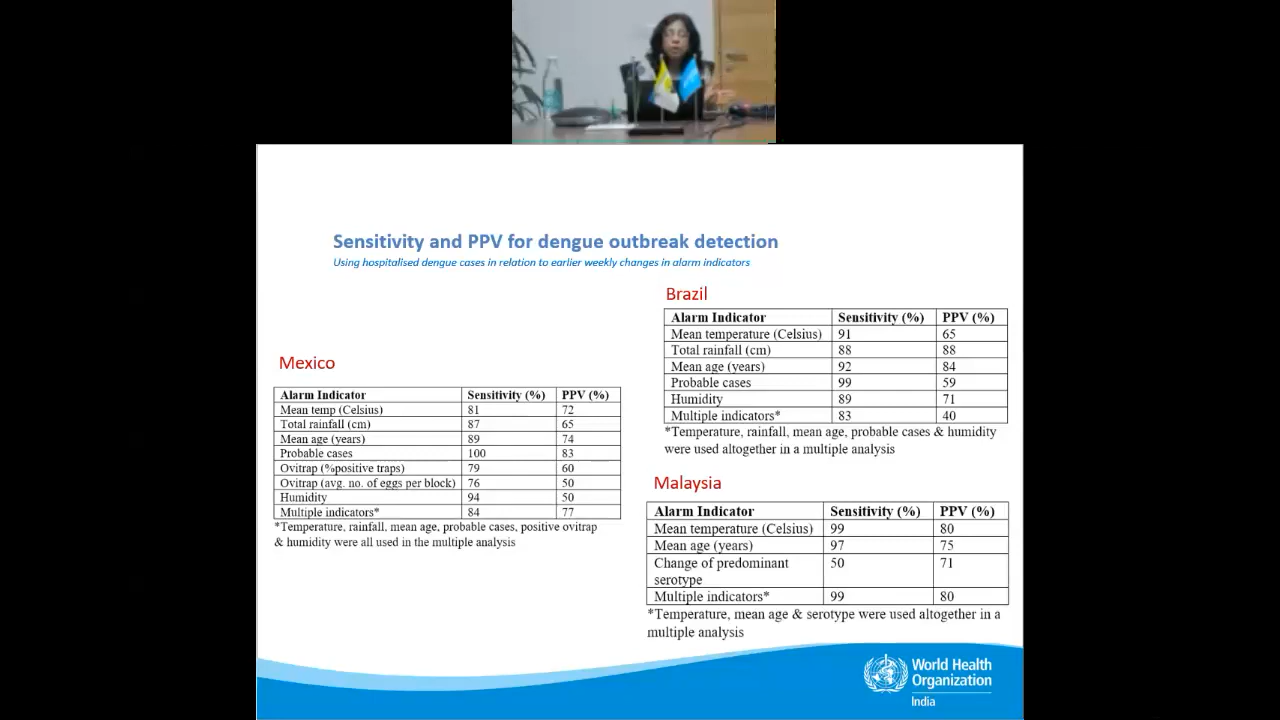 Sensitivity and PPV for dengue outbreak detection
Using hospitalised dengue cases in relation to earlier weekly changes in alarm indicators
Mexico
Alarm Indicator Sensitivity (%) PPV (%)
Mean temp (Celsius) 81 72
Total rainfall (cm) 87 65
Mean age (years) 89 74
Probable cases 100 83
Ovitrap (%positive traps) 79 60
Ovitrap (avg. no. of eggs per block) 76 50
Humidity 94 50
Multiple indicators* 84 77
*Temperature, rainfall, mean age, probable cases, positive ovitrap
& humidity were all used in the multiple analysis
Brazil
Alarm Indicator Sensitivity (%) PPV (%)
Mean temperature (Celsius) 91 65
Total rainfall (cm) 88 88
Mean age (years) 92 84
Probable cases 99 59
Humidity 89 71
Multiple indicators* 83 40
*Temperature, rainfall, mean age, probable cases & humidity
were used altogether in a multiple analysis
Malaysia
Alarm Indicator Sensitivity (%) PPV (%)
Mean temperature (Celsius) 99 80
Mean age (years) 97 75
Change of predominant 50 71
serotype
Multiple indicators* 99 80
*Temperature, mean age & serotype were used altogether in a
multiple analysis
World Health
Organization
India